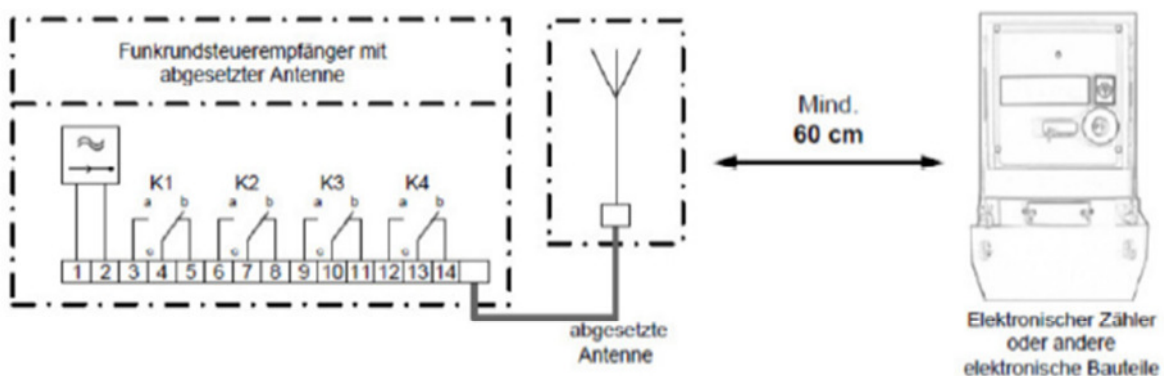 Funkrundsteuerempfänger mit
abgesetzter Antenne
K1 K2 K3 K4
a b a b a b a b
1 2 3 4 5 6 7 8 9 10 11 12 13 14
abgesetzte
Antenne
Mind.
60 cm
Elektronischer Zähler
oder andere
elektronische Bauteile